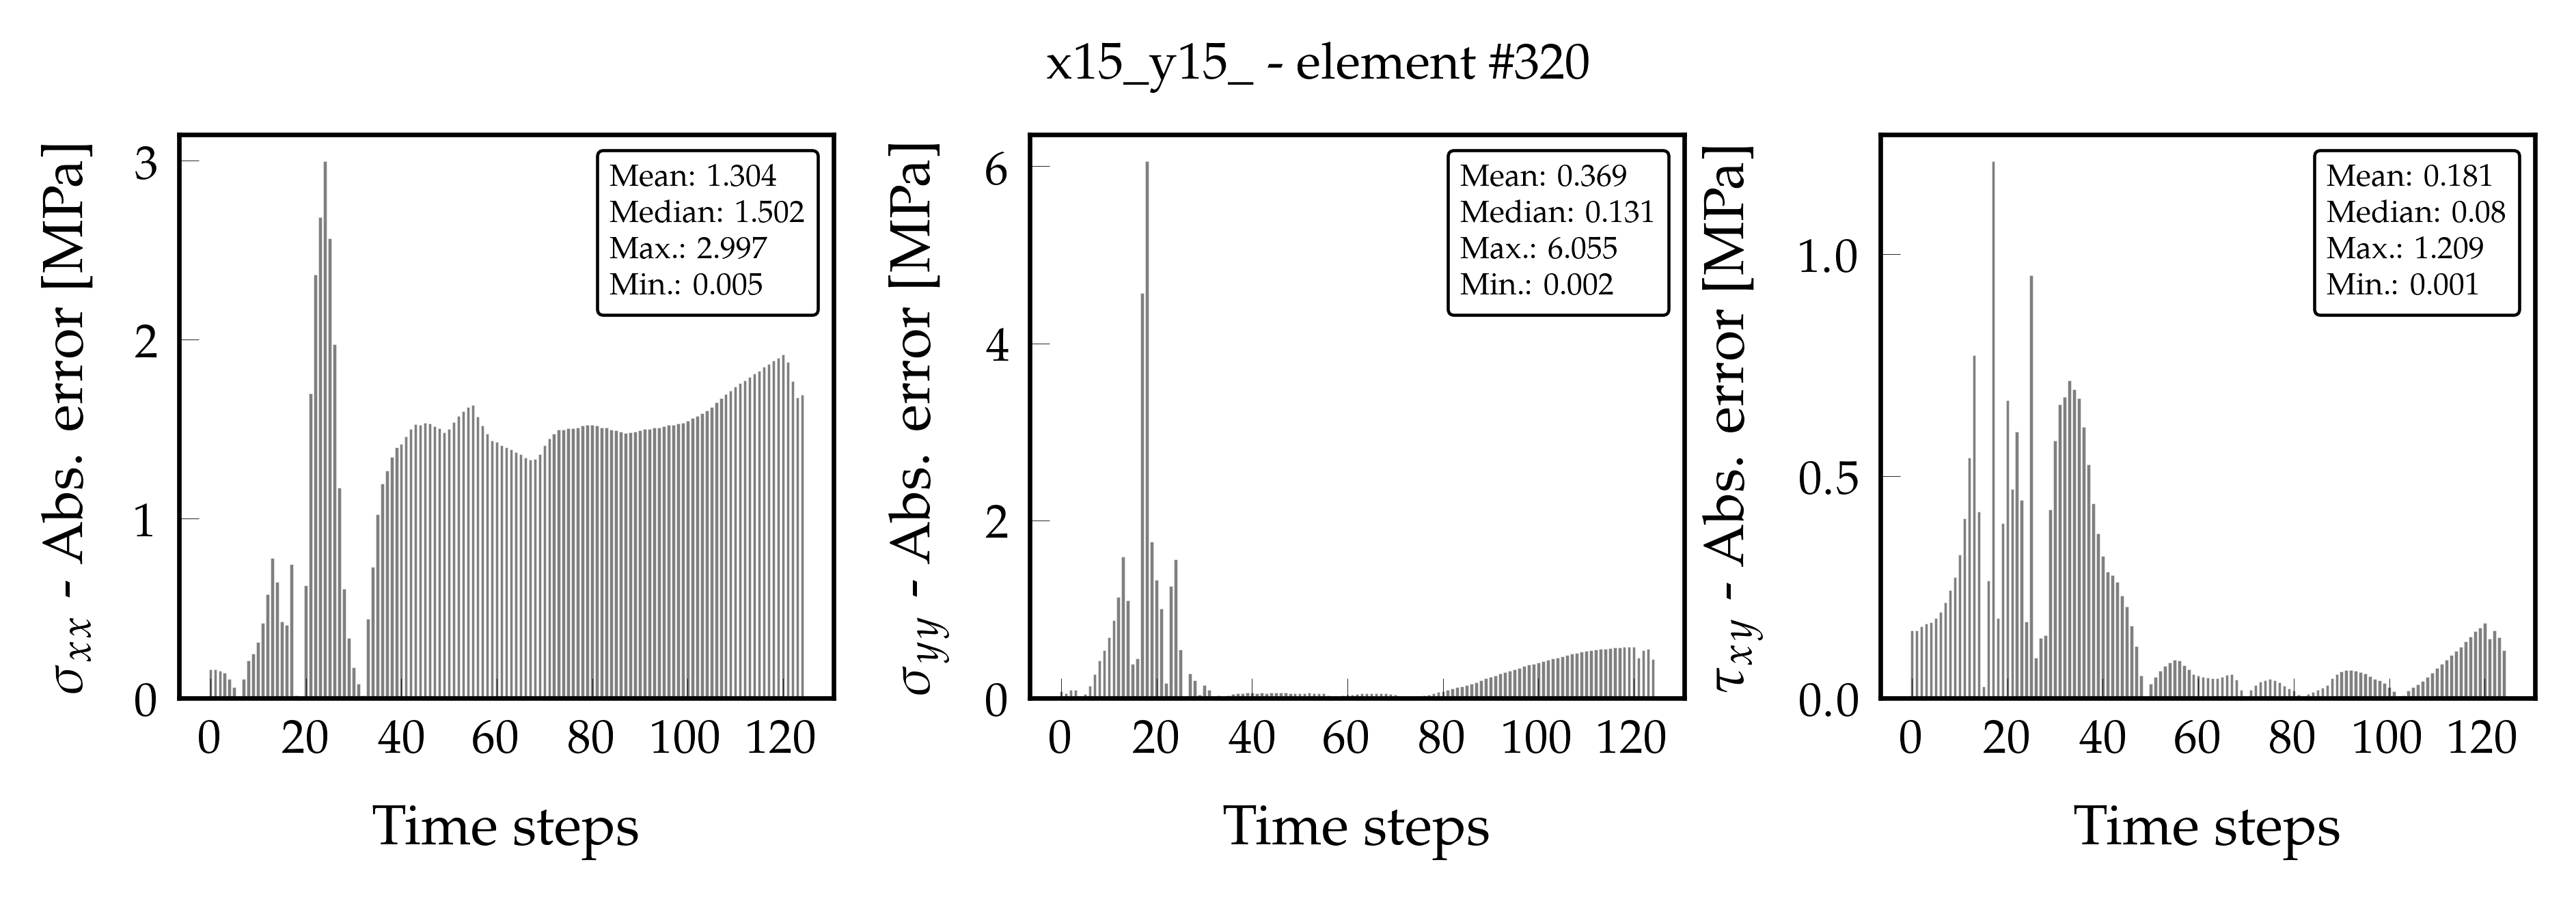 x15_y15_ - element #320
σxx - Abs. error [MPa]
3
2
1
0
Mean: 1.304
Median: 1.502
Max.: 2.997
Min.: 0.005
0 20 40 60 80 100 120
Time steps
σyy - Abs. error [MPa]
6
4
2
0
Mean: 0.369
Median: 0.131
Max.: 6.055
Min.: 0.002
0 20 40 60 80 100 120
Time steps
τxy - Abs. error [MPa]
1.0
0.5
0.0
Mean: 0.181
Median: 0.08
Max.: 1.209
Min.: 0.001
0 20 40 60 80 100 120
Time steps